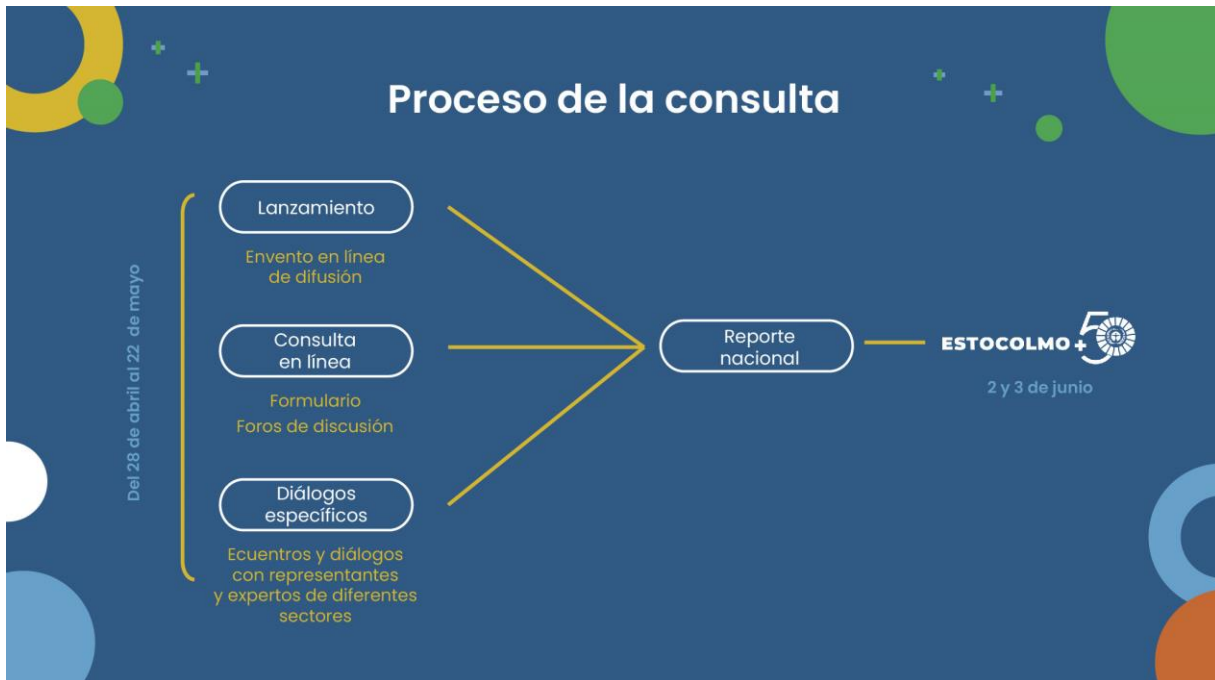 Proceso de la consulta
Del 28 de abril al 22 de mayo
Lanzamiento
Envento en línea
de difusión
Consulta
en línea
Formulario
Foros de discusión
Diálogos
específicos
Ecuentros y diálogos
con representantes
y expertos de diferentes
sectores
Reporte
nacional
ESTOCOLMO +50
2 y 3 de junio